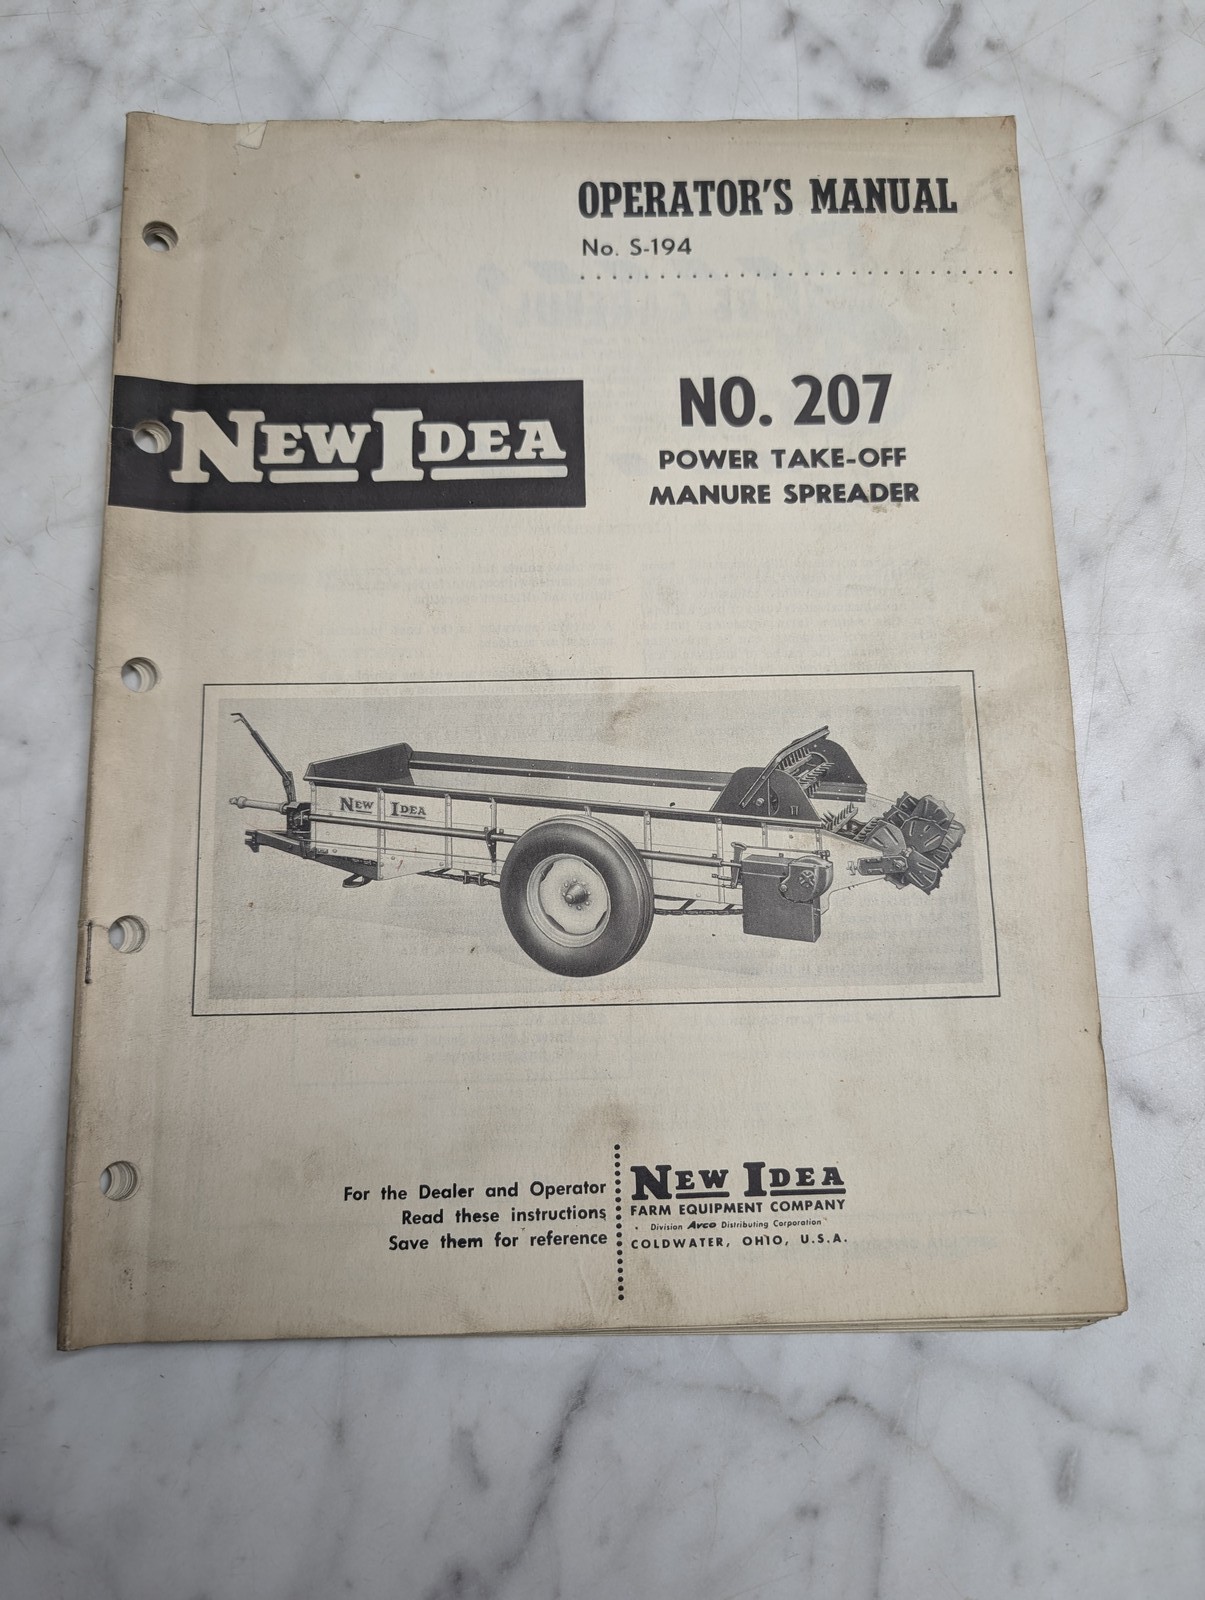 OPERATOR'S MANUAL
No. S-194
NEW IDEA
NO. 207
POWER TAKE-OFF
MANURE SPREADER
NEW IDEA
For the Dealer and Operator
Read these instructions
Save them for reference
NEW IDEA
FARM EQUIPMENT COMPANY
Division Avco Distributing Corporation
COLDWATER, OHIO, U.S.A.